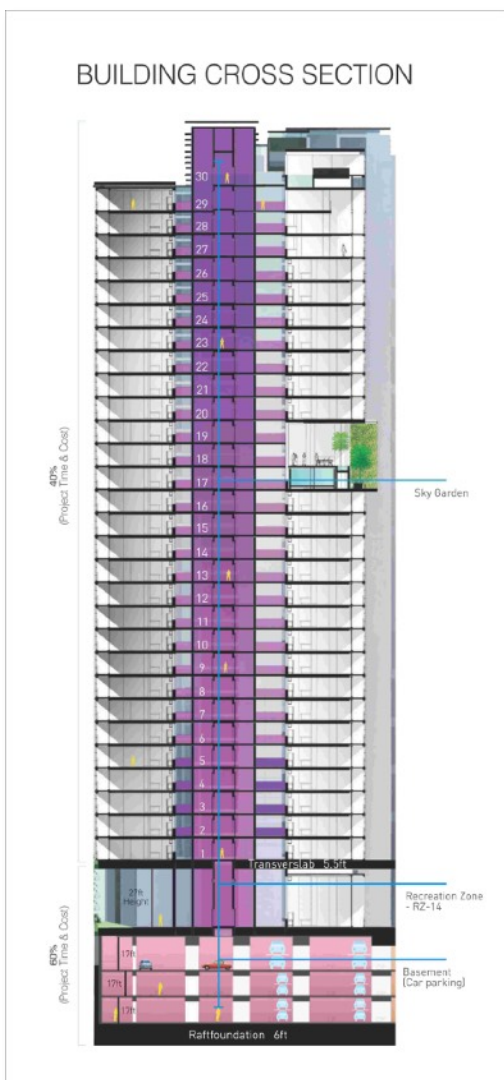 BUILDING CROSS SECTION
30
29
28
27
26
25
24
23
22
21
20
19
18
17
16
15
14
13
12
11
10
9
8
7
6
5
4
3
2
1
40%
(Project Time & Cost)
Sky Garden
Transverslab 5.5ft
27ft
Height
Recreation Zone
- RZ-14
60%
(Project Time & Cost)
17ft
17ft
17ft
Basement
(Car parking)
Raftfoundation 6ft